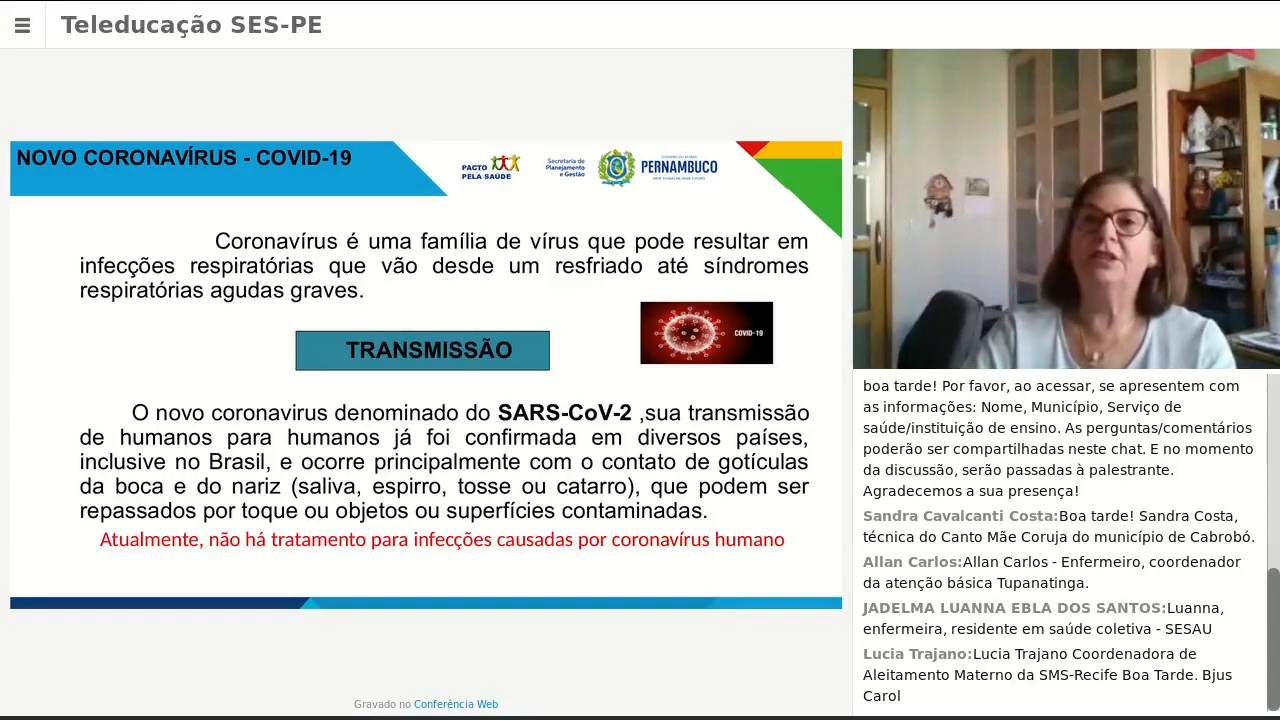 Teleducação SES-PE
NOVO CORONAVÍRUS - COVID-19
PACTO
PELA SAÚDE
Secretaria de
Planejamento
e Gestão
PERNAMBUCO
Coronavírus é uma família de vírus que pode resultar em
infecções respiratórias que vão desde um resfriado até síndromes
respiratórias agudas graves.
COVID-19
TRANSMISSÃO
O novo coronavirus denominado do SARS-CoV-2 ,sua transmissão
de humanos para humanos já foi confirmada em diversos países,
inclusive no Brasil, e ocorre principalmente com o contato de gotículas
da boca e do nariz (saliva, espirro, tosse ou catarro), que podem ser
repassados por toque ou objetos ou superfícies contaminadas.
Atualmente, não há tratamento para infecções causadas por coronavírus humano
Gravado no Conferência Web
boa tarde! Por favor, ao acessar, se apresentem com
as informações: Nome, Município, Serviço de
saúde/instituição de ensino. As perguntas/comentários
poderão ser compartilhadas neste chat. E no momento
da discussão, serão passadas à palestrante.
Agradecemos a sua presença!
Sandra Cavalcanti Costa:Boa tarde! Sandra Costa,
técnica do Canto Mãe Coruja do município de Cabrobó.
Allan Carlos:Allan Carlos - Enfermeiro, coordenador
da atenção básica Tupanatinga.
JADELMA LUANNA EBLA DOS SANTOS:Luanna,
enfermeira, residente em saúde coletiva - SESAU
Lucia Trajano:Lucia Trajano Coordenadora de
Aleitamento Materno da SMS-Recife Boa Tarde. Bjus
Carol